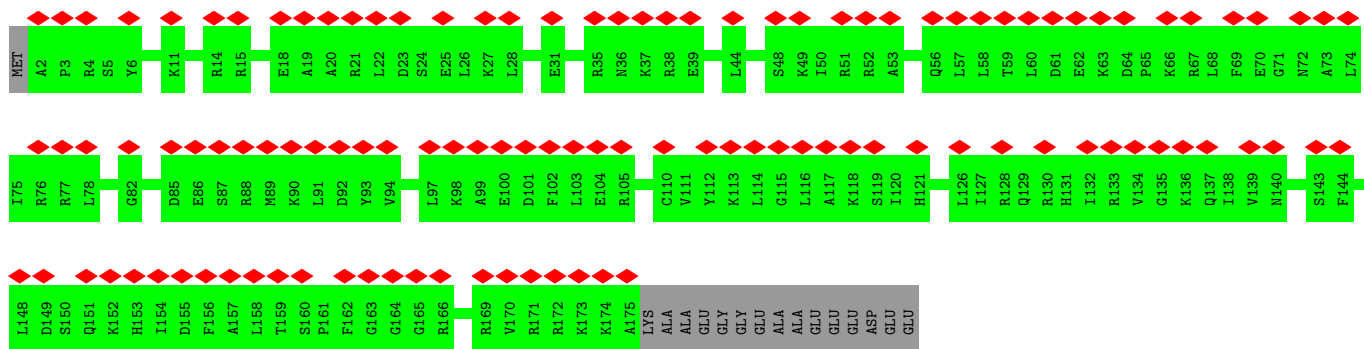 MET A2 P3 R4 S5 Y6 K11 R14 R15 E18 A19 A20 R21 L22 D23 S24 E25 L26 K27 L28 E31 R35 N36 K37 R38 E39 L44 S48 K49 I50 R51 R52 A53 Q56 L57 L58 T59 L60 D61 E62 K63 D64 P65 K66 R67 L68 F69 E70 G71 N72 A73 L74
I75 R76 R77 L78 G82 D85 E86 S87 R88 M89 K90 L91 D92 Y93 V94 L97 K98 A99 E100 D101 F102 L103 E104 R105 C110 V111 Y112 K113 L114 G115 L116 A117 K118 S119 I120 H121 L126 I127 R128 Q129 R130 H131 I132 R133 V134 G135 K136 Q137 I138 V139 N140 S143 F144
L148 D149 S150 Q151 K152 H153 I154 D155 F156 A157 L158 T159 S160 P161 F162 G163 G164 G165 R166 R169 V170 R171 R172 K173 K174 A175 LYS ALA ALA GLU GLY GLY GLU ALA ALA GLU GLU GLU ASP GLU GLU